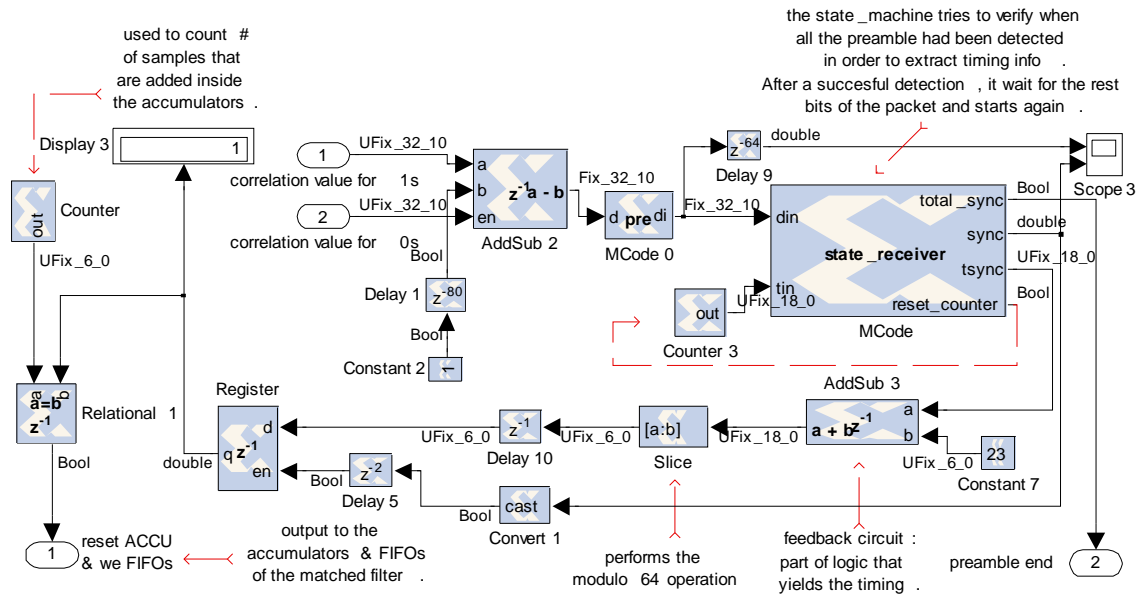 used to count #
of samples that
are added inside
the accumulators .
the state _machine tries to verify when
all the preamble had been detected
in order to extract timing info .
After a succesful detection , it wait for the rest
bits of the packet and starts again .
Display 3
1
1
UFix_32_10
correlation value for 1s
2
UFix_32_10
correlation value for 0s
a
b
en
z-1 a - b
AddSub 2
Fix_32_10
d pre di
MCode 0
Fix_32_10
z-64
Delay 9
double
Scope 3
out
Counter
UFix_6_0
Bool
z-80
Delay 1
Bool
1
Constant 2
din
tin
state _receiver
total _sync
sync
tsync
reset_counter
MCode
Bool
double
UFix_18_0
Bool
out
Counter 3
UFix_18_0
a
b
a=b
z-1
Relational 1
Bool
Register
d
q z-1
en
double
UFix_6_0
z-1
Delay 10
UFix_6_0
[a:b]
Slice
UFix_18_0
AddSub 3
a
b
a + b z-1
UFix_6_0
23
Constant 7
Bool
z-2
Delay 5
Bool
cast
Convert 1
1
reset ACCU
& we FIFOs
output to the
accumulators & FIFOs
of the matched filter .
performs the
modulo 64 operation
feedback circuit :
part of logic that
yields the timing .
preamble end
2